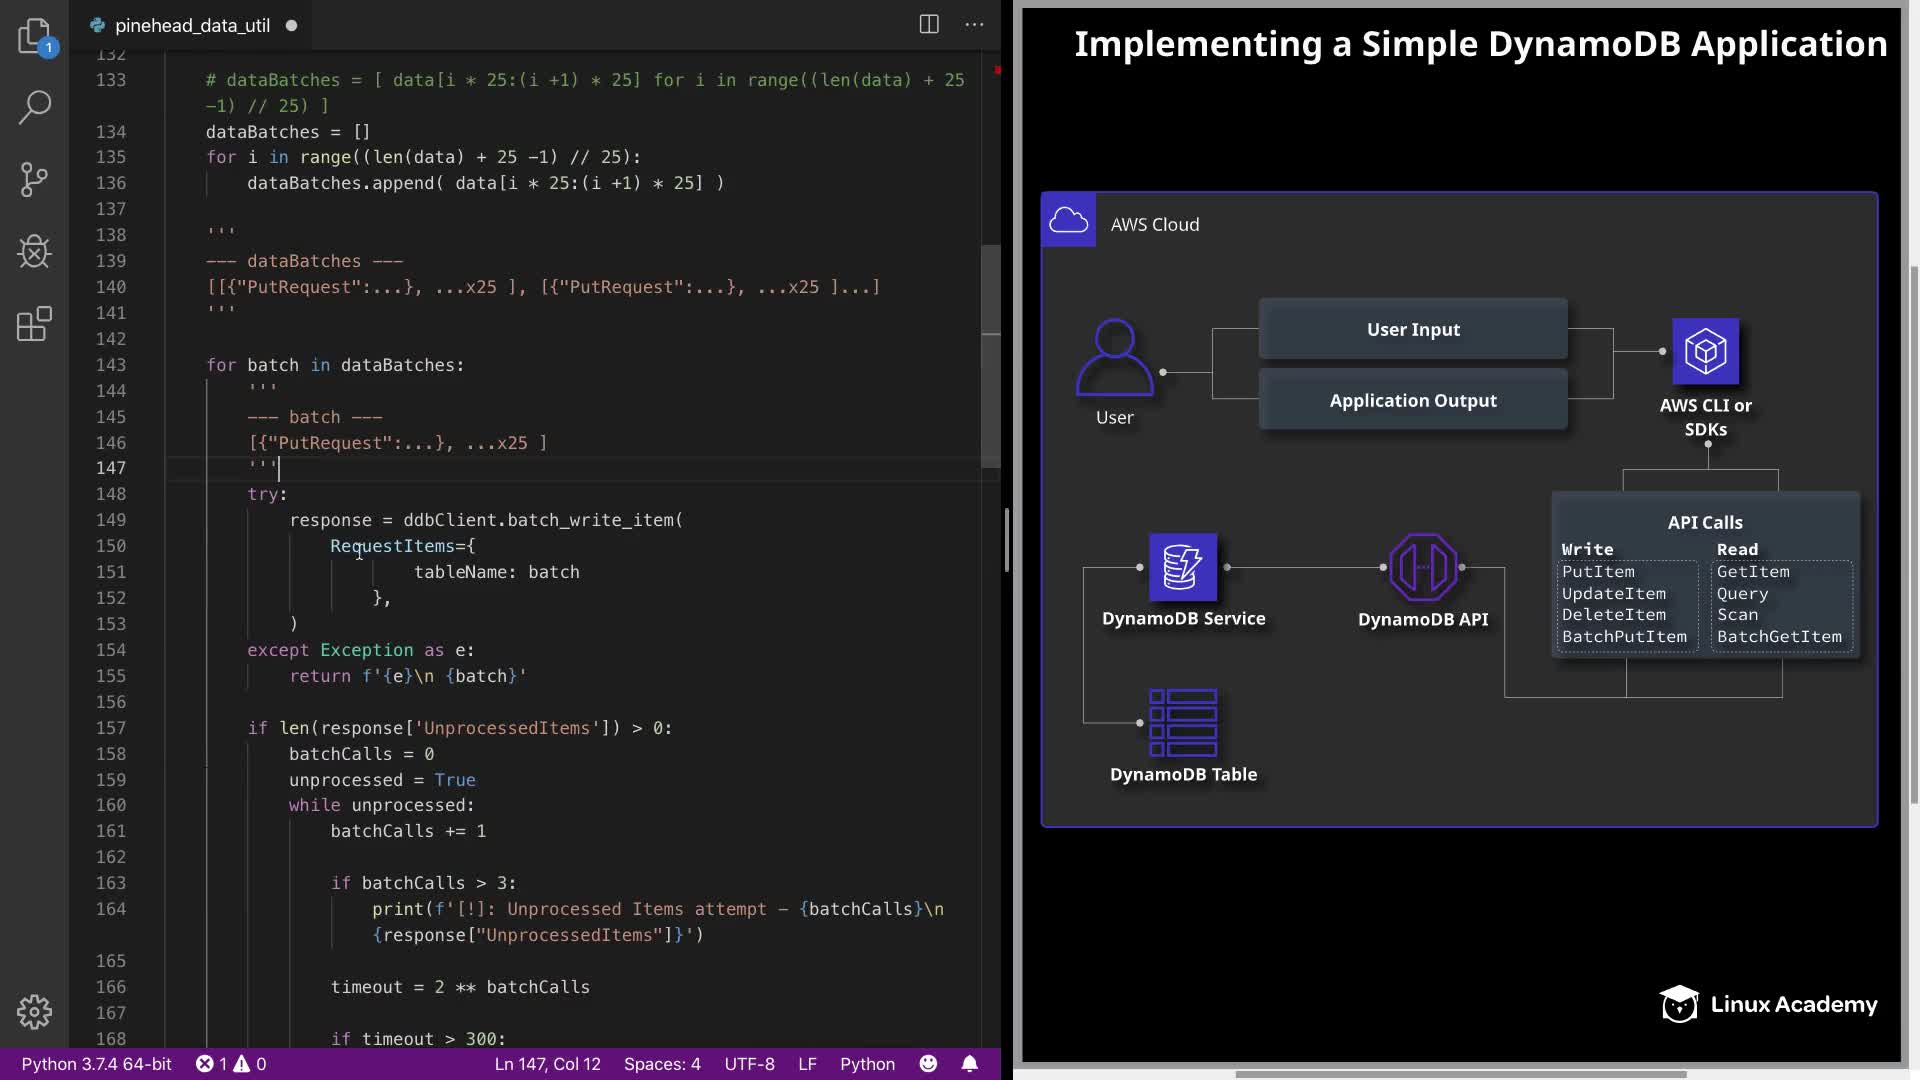 pinehead_data_util
1
132
133 # dataBatches = [ data[i * 25:(i +1) * 25] for i in range((len(data) + 25
-1) // 25) ]
134 dataBatches = []
135 for i in range((len(data) + 25 -1) // 25):
136 dataBatches.append( data[i * 25:(i +1) * 25] )
137
138 '''
139 --- dataBatches ---
140 [[{"PutRequest":...}, ...x25 ], [{"PutRequest":...}, ...x25 ]...]
141 '''
142
143 for batch in dataBatches:
144 '''
145 --- batch ---
146 [{"PutRequest":...}, ...x25 ]
147 '''
148 try:
149 response = ddbClient.batch_write_item(
150 RequestItems={
151 tableName: batch
152 },
153 )
154 except Exception as e:
155 return f'{e}\n {batch}'
156
157 if len(response['UnprocessedItems']) > 0:
158 batchCalls = 0
159 unprocessed = True
160 while unprocessed:
161 batchCalls += 1
162
163 if batchCalls > 3:
164 print(f'[!]: Unprocessed Items attempt - {batchCalls}\n
{response["UnprocessedItems"]}')
165
166 timeout = 2 ** batchCalls
167
168 if timeout > 300:
Python 3.7.4 64-bit 1 0 Ln 147, Col 12 Spaces: 4 UTF-8 LF Python
Implementing a Simple DynamoDB Application
AWS Cloud
User Input
Application Output
User
AWS CLI or
SDKs
API Calls
Write Read
PutItem GetItem
UpdateItem Query
DeleteItem Scan
BatchPutItem BatchGetItem
DynamoDB Service
DynamoDB API
DynamoDB Table
Linux Academy